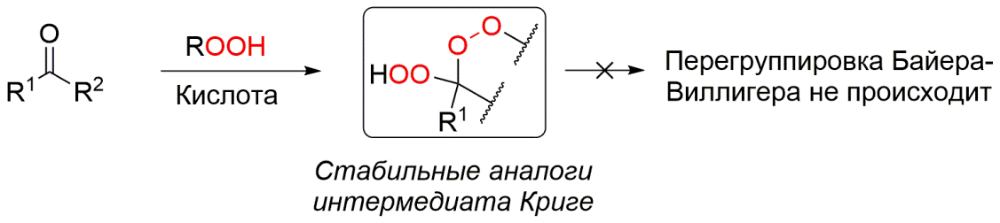 O
R¹ R²
ROOH
Кислота
O
O
HOO
R¹
Перегруппировка Байера-
Виллигера не происходит
Стабильные аналоги
интермедиата Криге